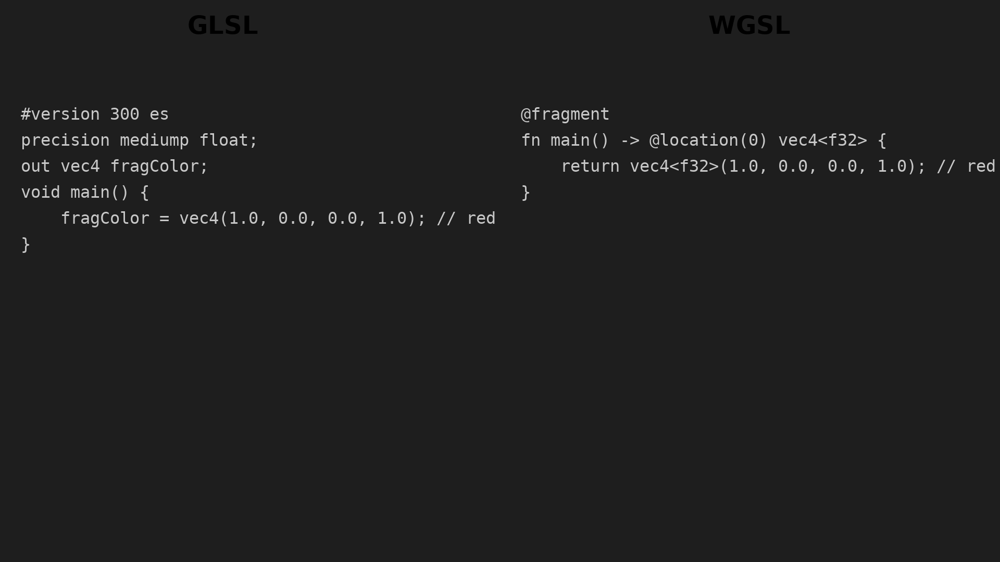 GLSL
#version 300 es
precision mediump float;
out vec4 fragColor;
void main() {
    fragColor = vec4(1.0, 0.0, 0.0, 1.0); // red
}
WGSL
@fragment
fn main() -> @location(0) vec4<f32> {
    return vec4<f32>(1.0, 0.0, 0.0, 1.0); // red
}